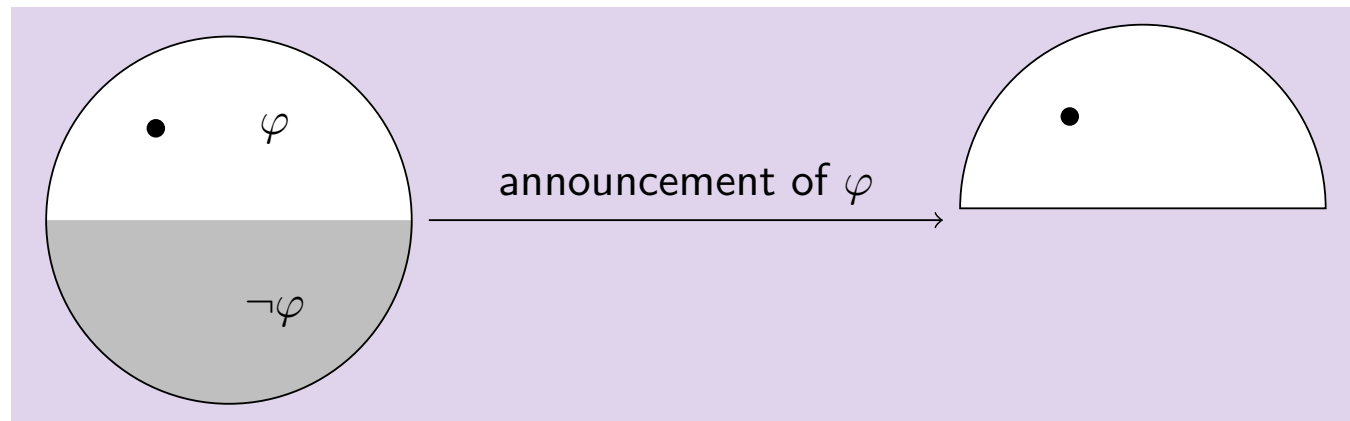 φ
announcement of φ
¬φ